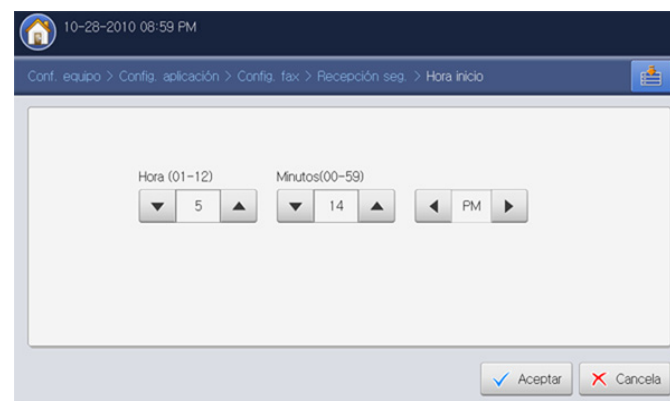 10-28-2010 08:59 PM
Conf. equipo > Config. aplicación > Config. fax > Recepción seg. > Hora inicio
Hora (01-12) Minutos(00-59)
5 14 PM
Aceptar Cancela